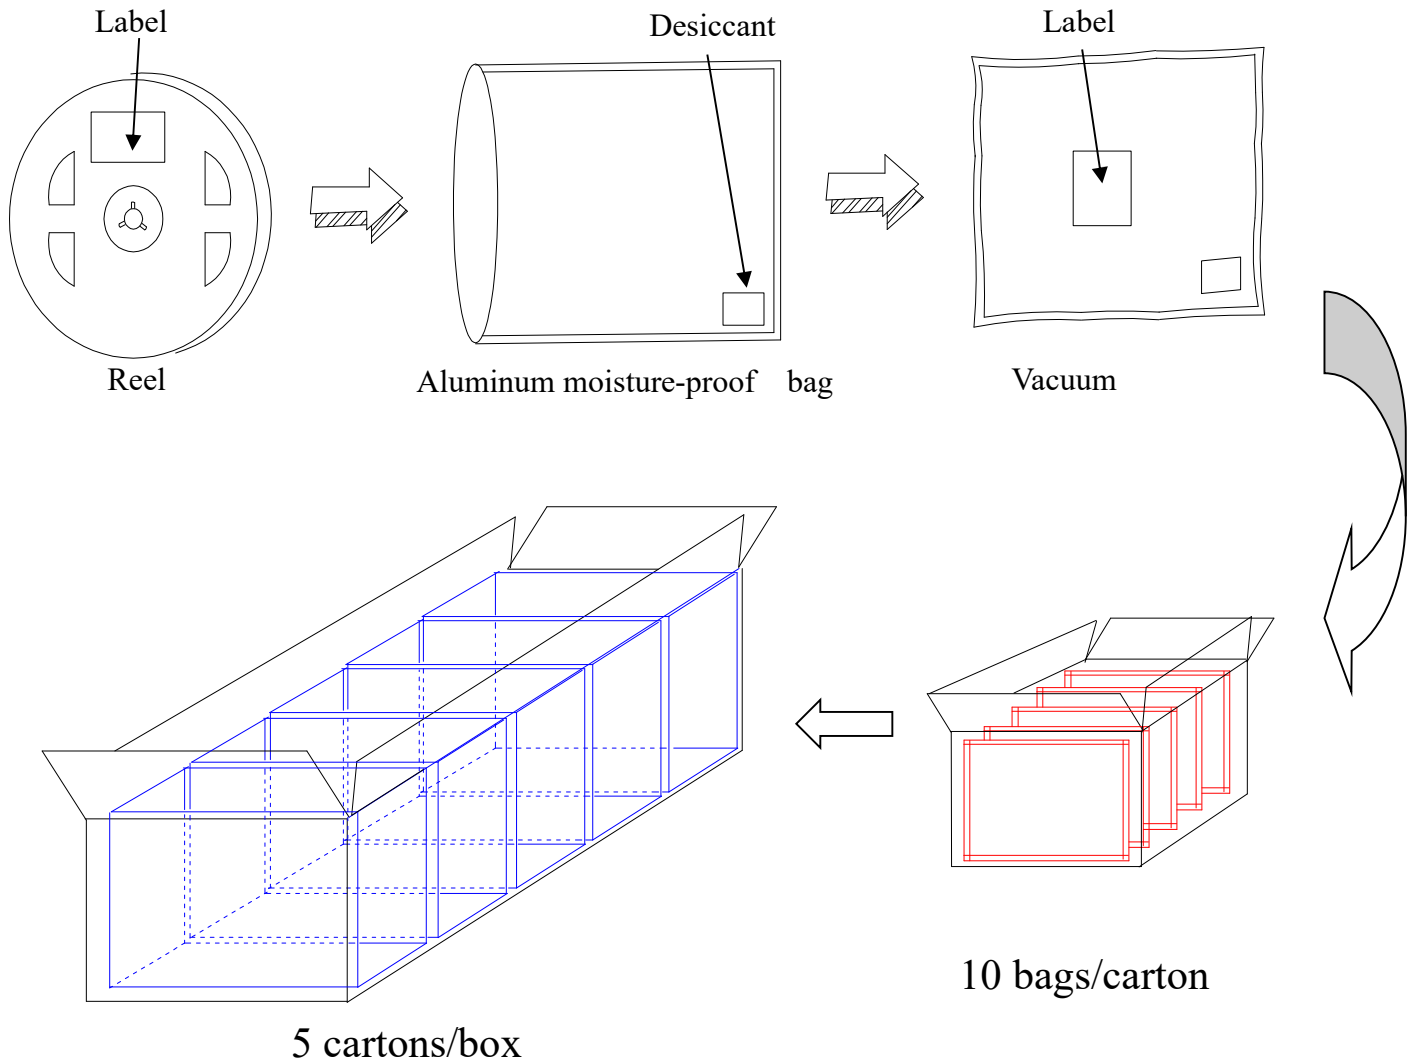 Label
Desiccant
Label
Reel
Aluminum moisture-proof bag
Vacuum
10 bags/carton
5 cartons/box